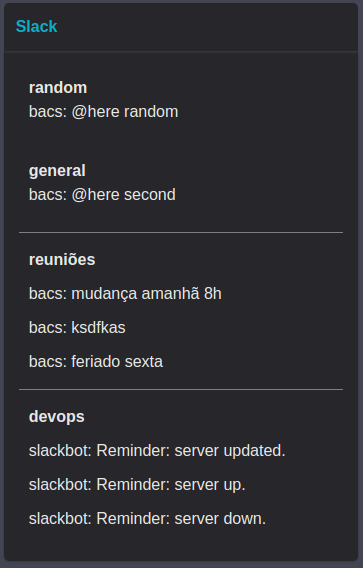 Slack
random
bacs: @here random
general
bacs: @here second
reuniões
bacs: mudança amanhã 8h
bacs: ksdfkas
bacs: feriado sexta
devops
slackbot: Reminder: server updated.
slackbot: Reminder: server up.
slackbot: Reminder: server down.